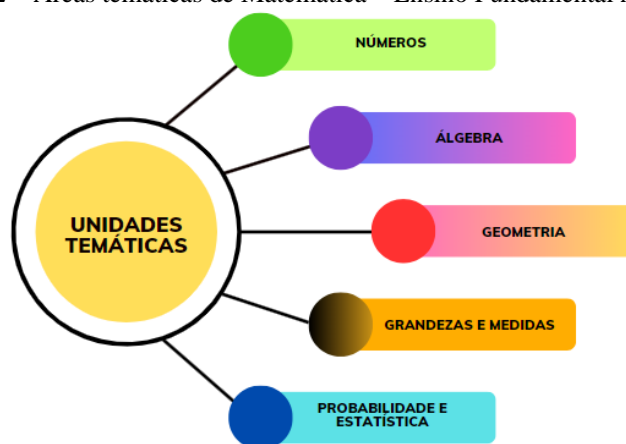 Áreas temáticas de Matemática – Ensino Fundamental
NÚMEROS
ÁLGEBRA
UNIDADES
TEMÁTICAS
GEOMETRIA
GRANDEZAS E MEDIDAS
PROBABILIDADE E
ESTATÍSTICA